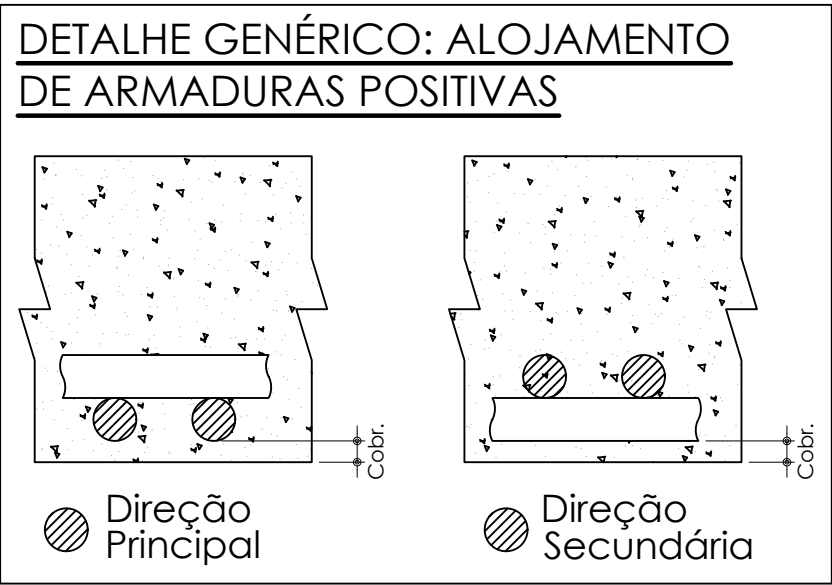 DETALHE GENÉRICO: ALOJAMENTO
DE ARMADURAS POSITIVAS
Cobr.
Cobr.
Direção
Principal
Direção
Secundária